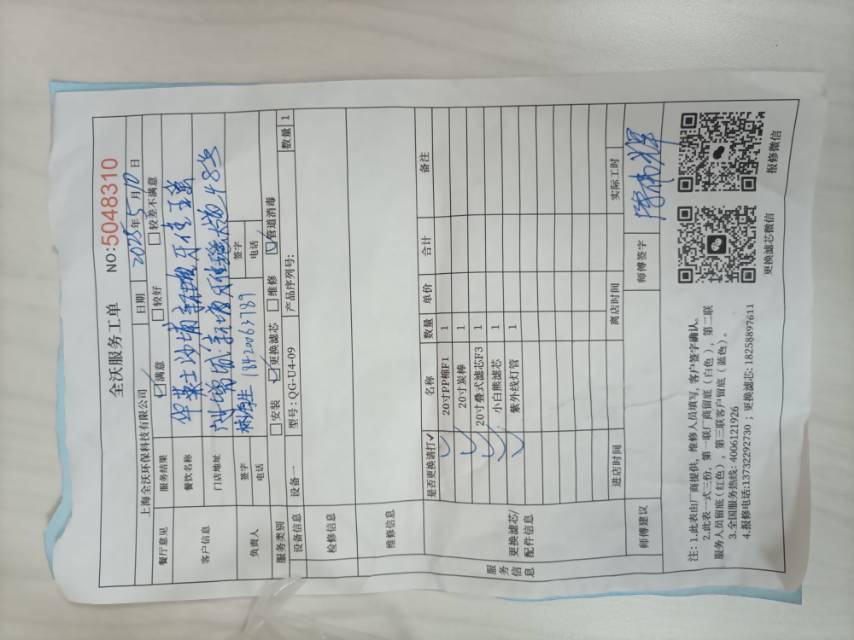 全沃服务工单 NO:5048310
上海全沃环保科技有限公司 日期 2025年5月10日
餐厅意见 服务结果 ☑满意 □较好 □较差不满意
客户信息 餐饮名称 华莱士沙埔
门店地址 48号
负责人 签字 签字
电话 18420063789 电话
服务类别 □安装 ☑更换滤芯 □维修 ☑管道消毒
设备信息 设备一 型号:QG-U4-09 产品序列号: 数量 1
检修信息
维修信息
服务信息 更换滤芯/配件信息
是否更换请打✓ 名称 数量 单价 合计 备注
✓ 20寸PP棉F1 1
✓ 20寸炭棒 1
✓ 20寸叠式滤芯F3 1
✓ 小白熊滤芯 1
✓ 紫外线灯管 1
进店时间 离店时间 实际工时
师傅建议 师傅签字
注:1.此表由厂商提供,维修人员填写,客户签字确认。
2.此表一式三份,第一联厂商留底(白色),第二联
服务人员留底(红色),第三联客户留底(蓝色)。
3.全国服务热线:4006121926
4.报修电话:13732292730;更换滤芯:18258897611
更换滤芯微信 报修微信